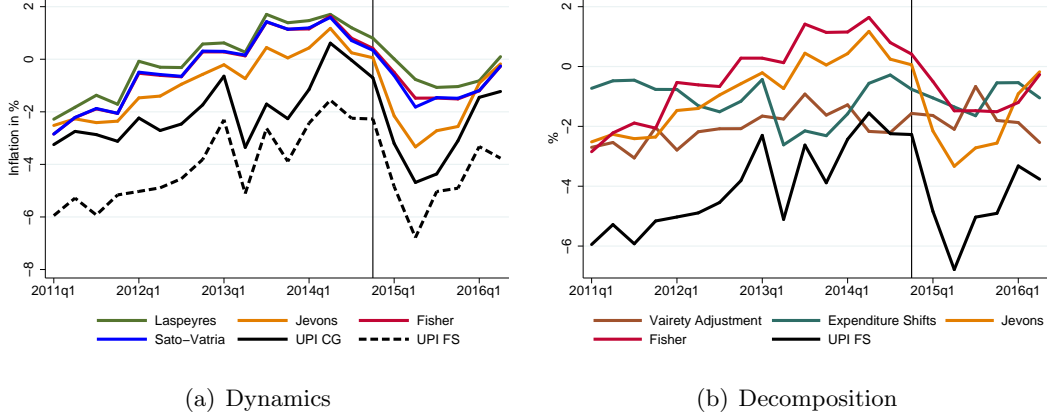 Inflation in %
2
0
−2
−4
−6
−8
2011q1 2012q1 2013q1 2014q1 2015q1 2016q1
Laspeyres Jevons Fisher
Sato−Vatria UPI CG UPI FS
(a) Dynamics
%
2
0
−2
−4
−6
2011q1 2012q1 2013q1 2014q1 2015q1 2016q1
Vairety Adjustment Expenditure Shifts Jevons
Fisher UPI FS
(b) Decomposition